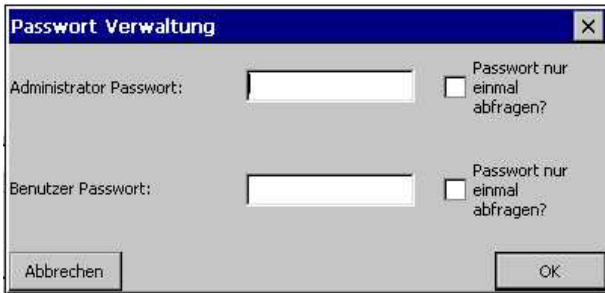 Passwort Verwaltung
Administrator Passwort:
Passwort nur
einmal
abfragen?
Benutzer Passwort:
Passwort nur
einmal
abfragen?
Abbrechen
OK